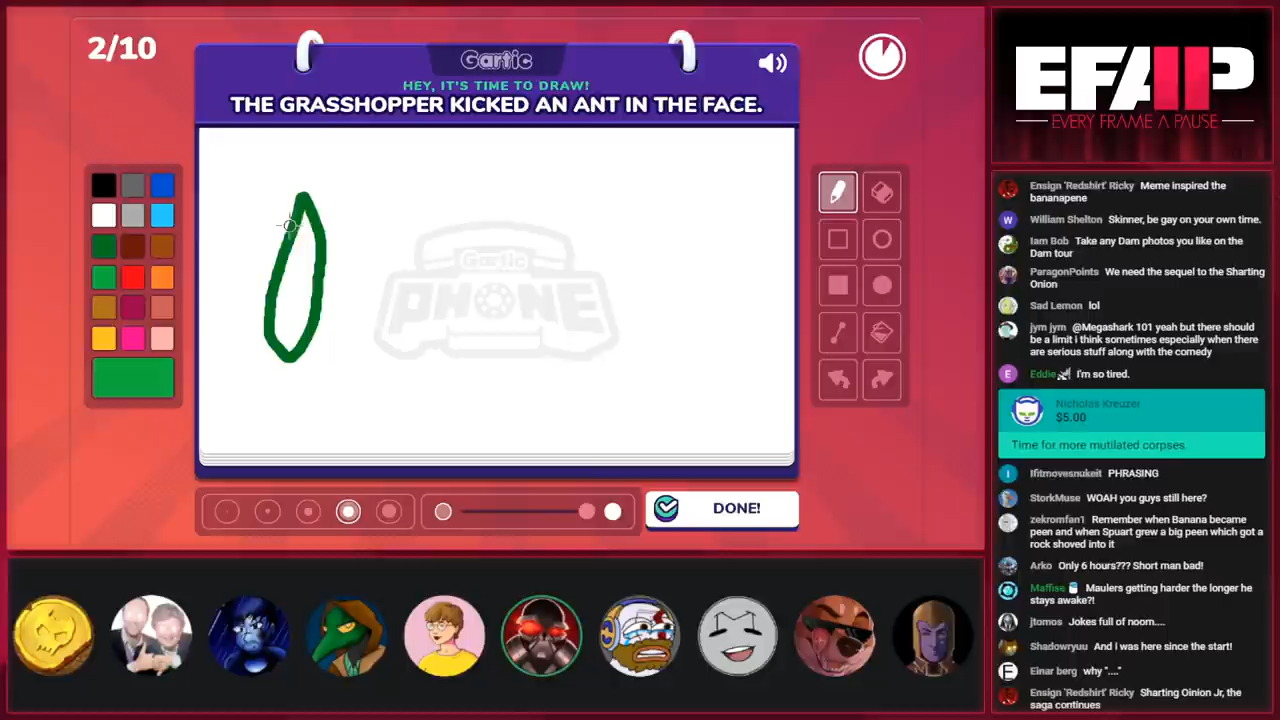 2/10
Gartic
HEY, IT'S TIME TO DRAW!
THE GRASSHOPPER KICKED AN ANT IN THE FACE.
Gartic
PHONE
DONE!
EFAP
EVERY FRAME A PAUSE
Ensign 'Redshirt' Ricky Meme inspired the
bananapene
William Shelton Skinner, be gay on your own time.
Iam Bob Take any Dam photos you like on the
Dam tour
ParagonPoints We need the sequel to the Sharting
Onion
Sad Lemon lol
jym jym @Megashark 101 yeah but there should
be a limit i think sometimes especially when there
are serious stuff along with the comedy
Eddie I'm so tired.
Nicholas Kreuzer
$5.00
Time for more mutilated corpses.
Ifitmovesnukeit PHRASING
StorkMuse WOAH you guys still here?
zekromfan1 Remember when Banana became
peen and when Spuart grew a big peen which got a
rock shoved into it
Arko Only 6 hours??? Short man bad!
Maffise Maulers getting harder the longer he
stays awake?!
jtomos Jokes full of noom....
Shadowryuu And I was here since the start!
Einar berg why "...."
Ensign 'Redshirt' Ricky Sharting Oinion Jr, the
saga continues